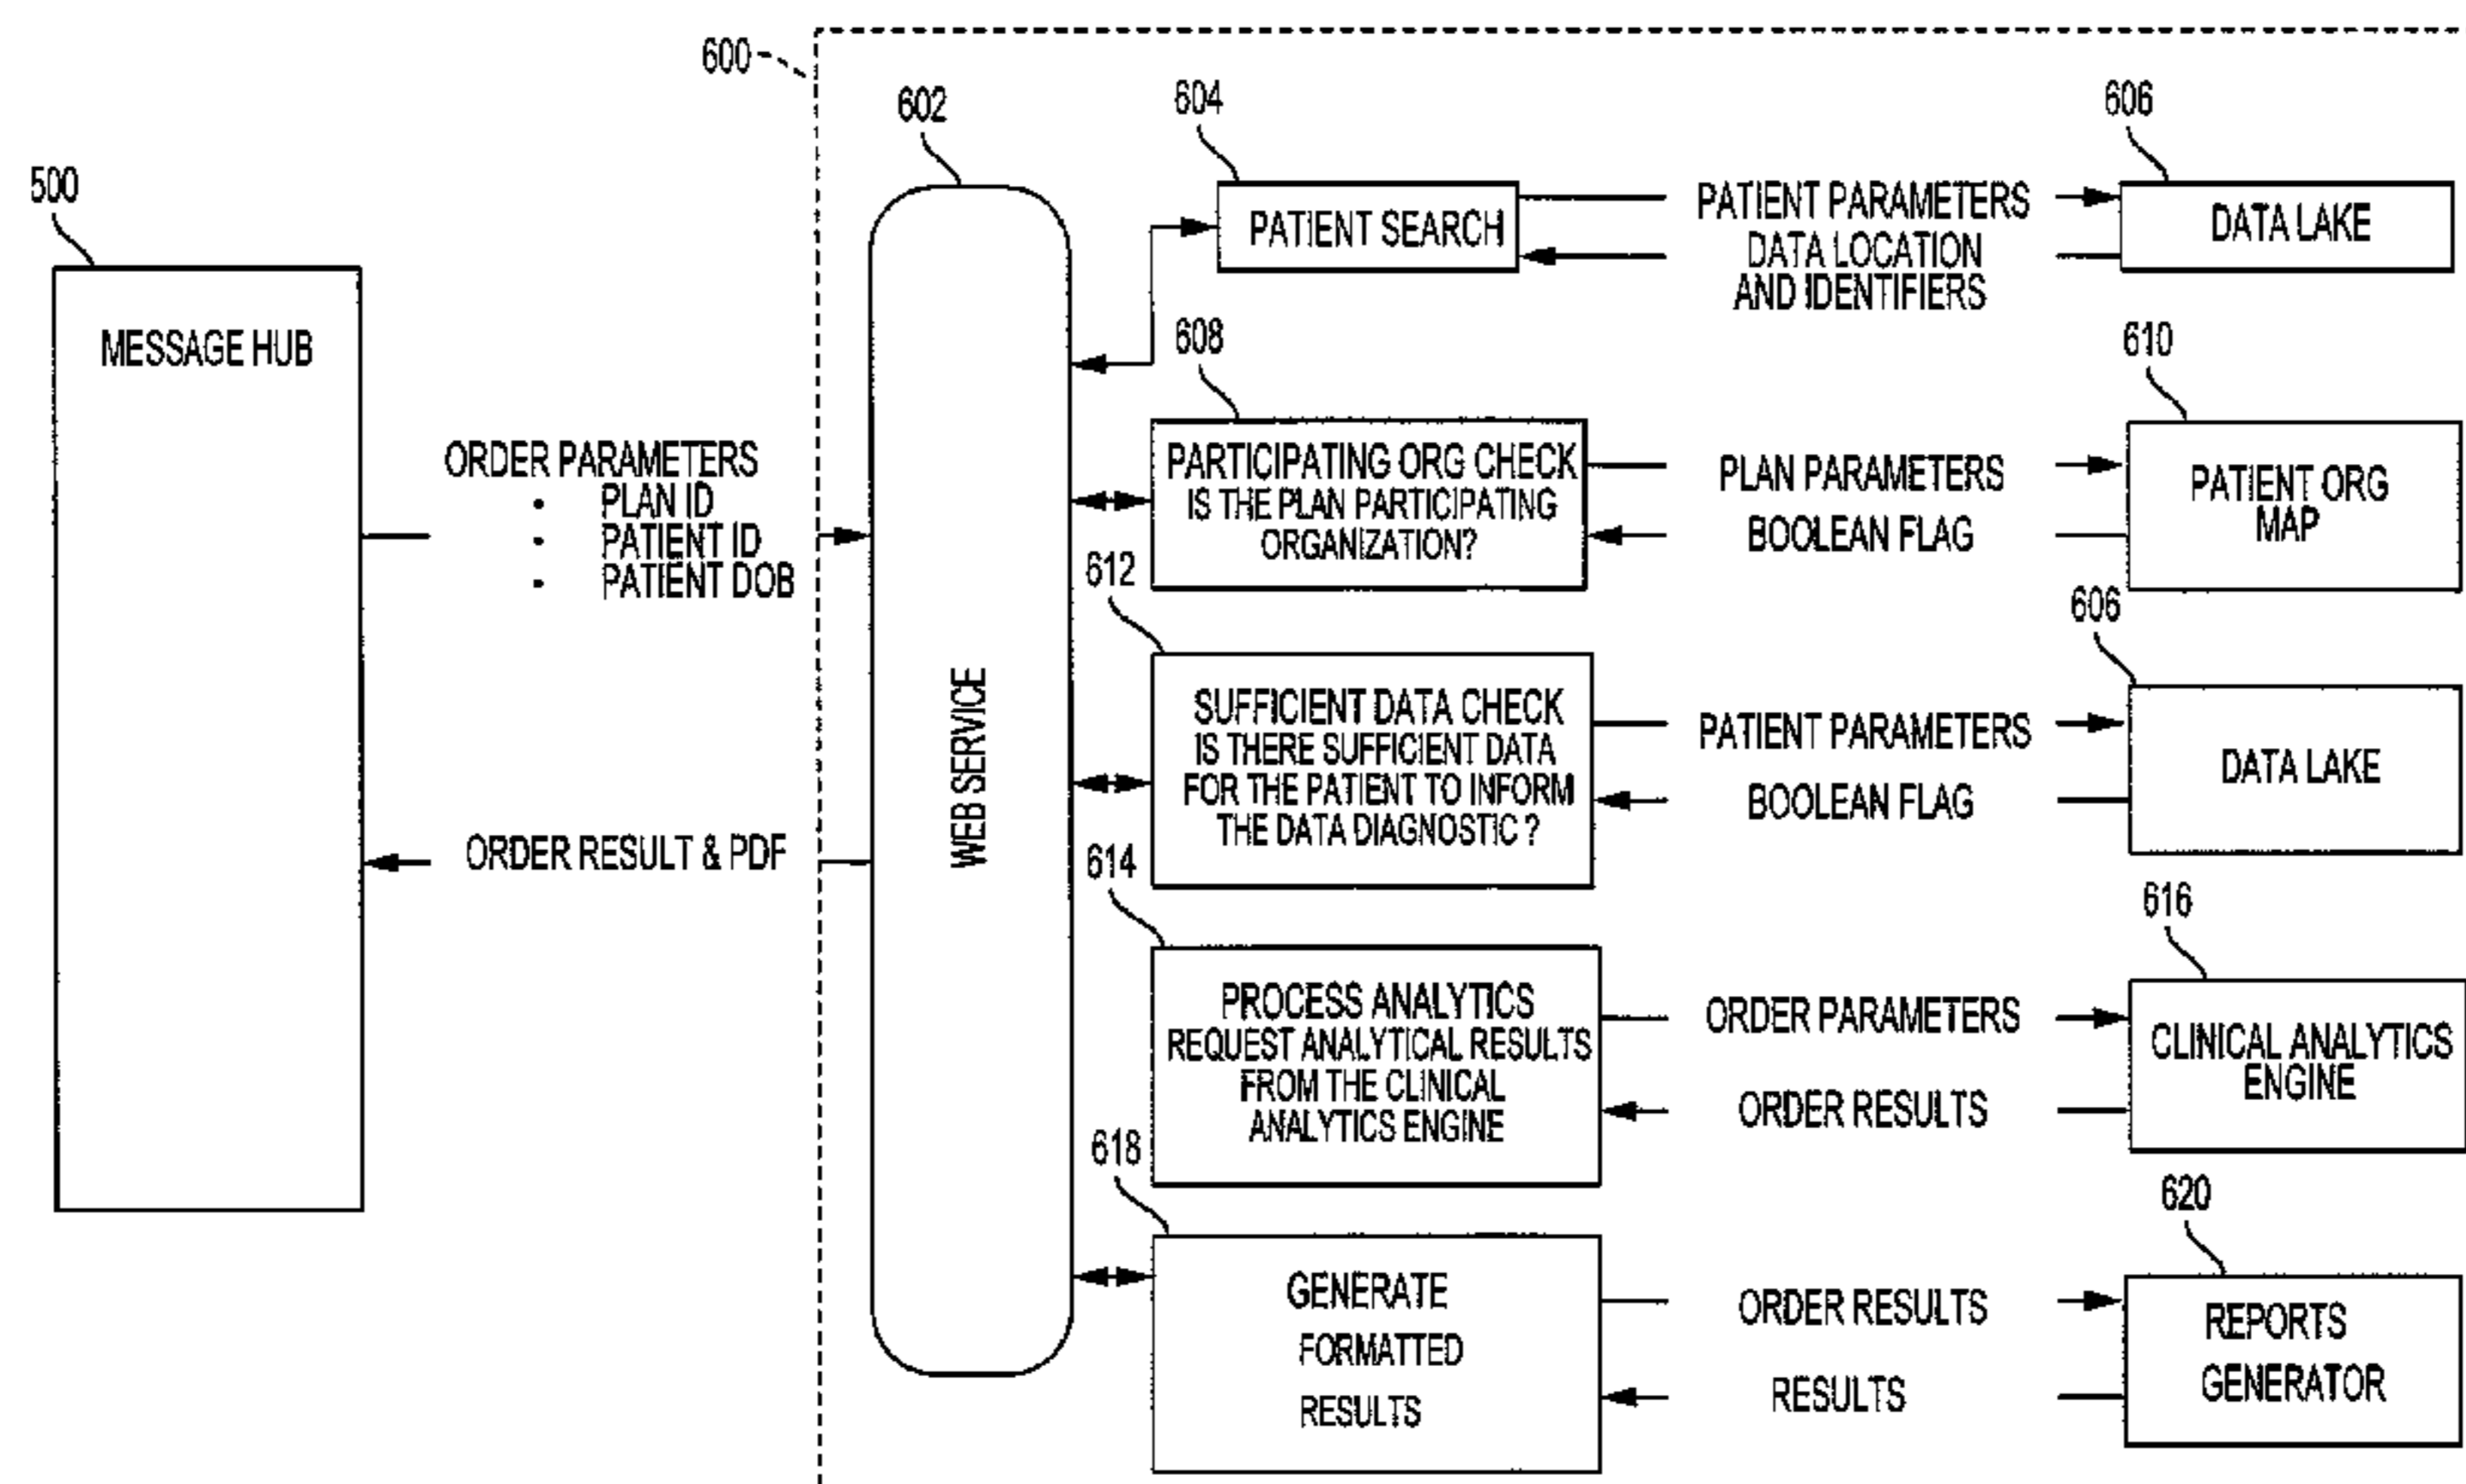 600
602
604
606
500
PATIENT SEARCH
PATIENT PARAMETERS
DATA LOCATION
AND IDENTIFIERS
DATA LAKE
MESSAGE HUB
608
610
ORDER PARAMETERS
• PLAN ID
• PATIENT ID
• PATIENT DOB
PARTICIPATING ORG CHECK
IS THE PLAN PARTICIPATING
ORGANIZATION?
PLAN PARAMETERS
BOOLEAN FLAG
PATIENT ORG
MAP
612
606
WEB SERVICE
SUFFICIENT DATA CHECK
IS THERE SUFFICIENT DATA
FOR THE PATIENT TO INFORM
THE DATA DIAGNOSTIC ?
PATIENT PARAMETERS
BOOLEAN FLAG
DATA LAKE
ORDER RESULT & PDF
614
616
PROCESS ANALYTICS
REQUEST ANALYTICAL RESULTS
FROM THE CLINICAL
ANALYTICS ENGINE
ORDER PARAMETERS
ORDER RESULTS
CLINICAL ANALYTICS
ENGINE
618
620
GENERATE
FORMATTED
RESULTS
ORDER RESULTS
RESULTS
REPORTS
GENERATOR